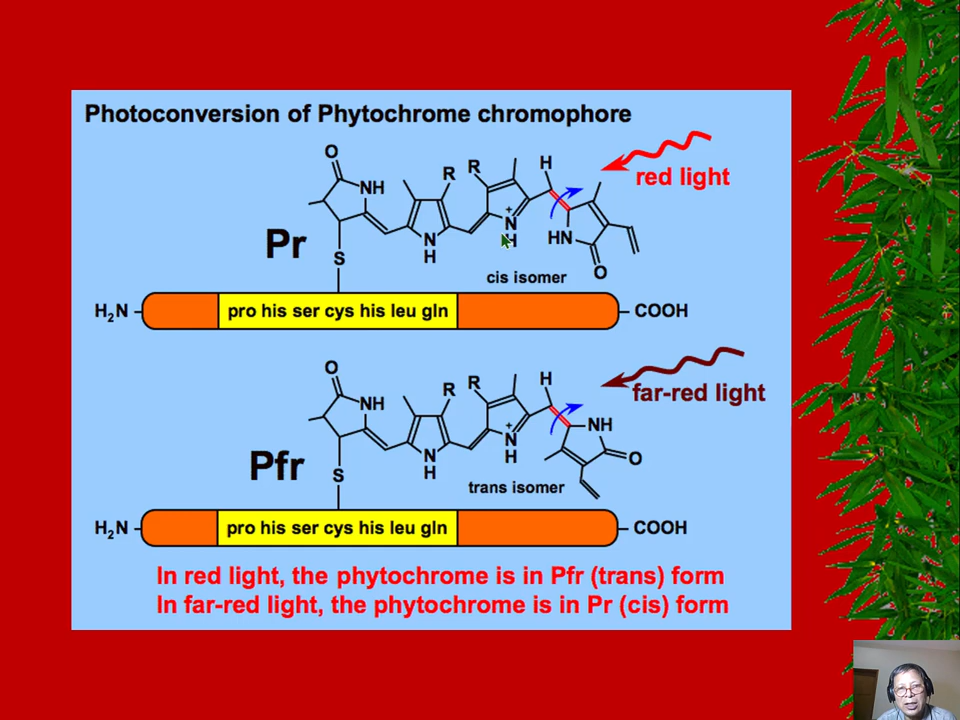 Photoconversion of Phytochrome chromophore
O
NH
R
R
H
red light
Pr
S
N
H
+
N
H
HN
O
cis isomer
H2N
pro his ser cys his leu gln
COOH
O
NH
R
R
H
far-red light
Pfr
S
N
H
+
N
H
NH
O
trans isomer
H2N
pro his ser cys his leu gln
COOH
In red light, the phytochrome is in Pfr (trans) form
In far-red light, the phytochrome is in Pr (cis) form